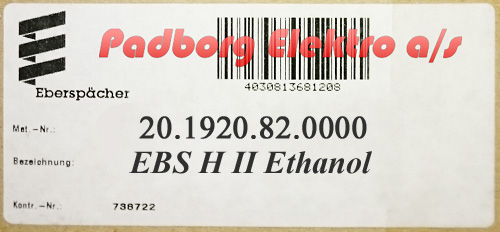 Padborg Elektro a/s
Eberspächer
4030813681208
Mat. -Nr.:
20.1920.82.0000
Bezeichnung:
EBS H II Ethanol
Kontr. -Nr.:
738722